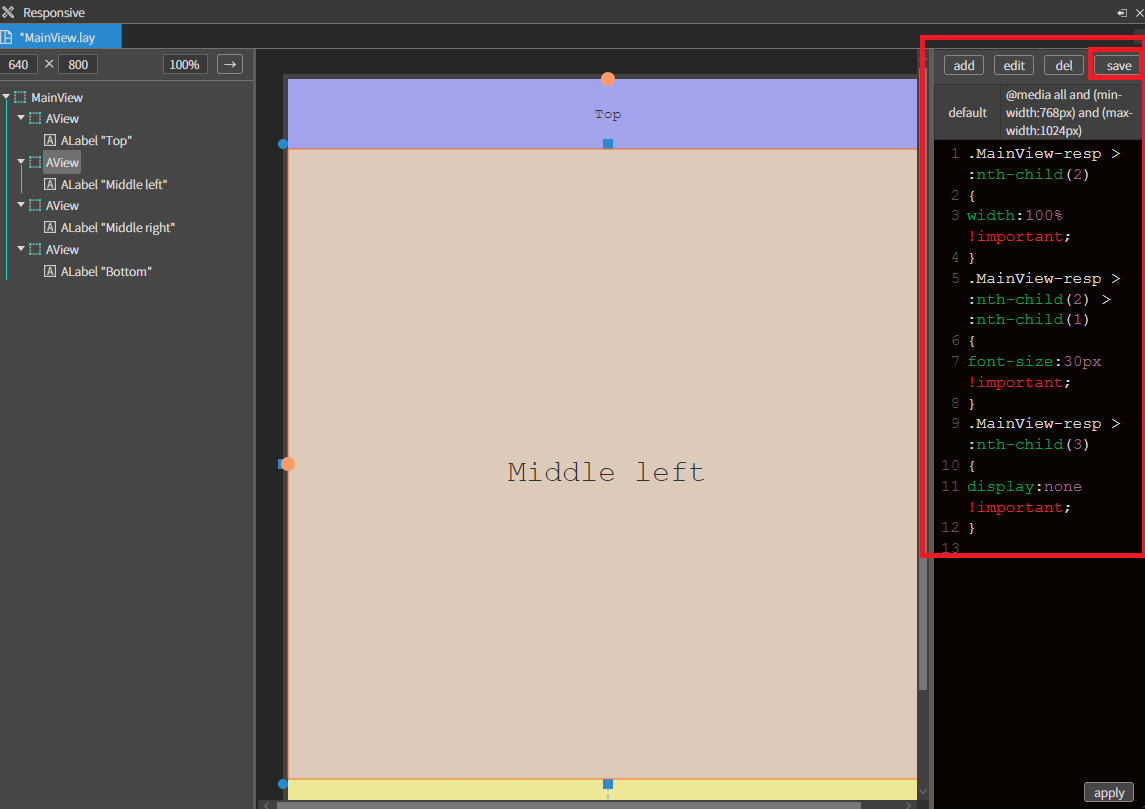 Responsive
*MainView.lay
640 × 800 100% →
MainView
AView
ALabel "Top"
AView
ALabel "Middle left"
AView
ALabel "Middle right"
AView
ALabel "Bottom"
Top
Middle left
add edit del save
default
@media all and (min-
width:768px) and (max-
width:1024px)
1 .MainView-resp >
:nth-child(2)
2 {
3 width:100%
!important;
4 }
5 .MainView-resp >
:nth-child(2) >
:nth-child(1)
6 {
7 font-size:30px
!important;
8 }
9 .MainView-resp >
:nth-child(3)
10 {
11 display:none
!important;
12 }
13
apply